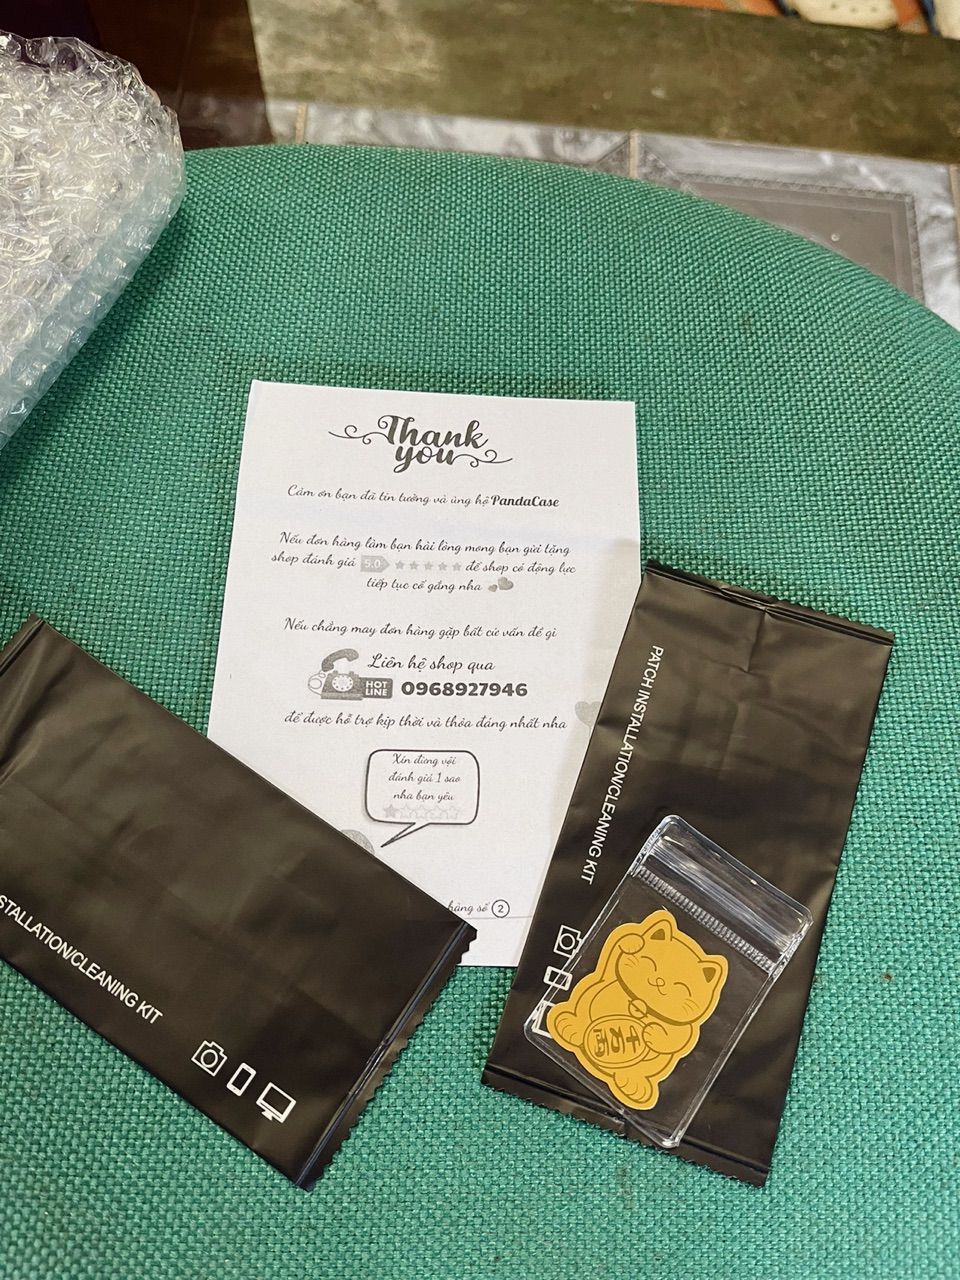 Thank
you
Cảm ơn bạn đã tin tưởng và ủng hộ PandaCase
Nếu đơn hàng làm bạn hài lòng mong bạn gửi tặng
shop đánh giá 5.0 để shop có động lực
tiếp tục cố gắng nha
Nếu chẳng may đơn hàng gặp bất cứ vấn đề gì
Liên hệ shop qua
HOT
LINE 0968927946
để được hỗ trợ kịp thời và thỏa đáng nhất nha
Xin đừng vội
đánh giá 1 sao
nha bạn yêu
hàng số 2
PATCH INSTALLATION/CLEANING KIT
STALLATION/CLEANING KIT